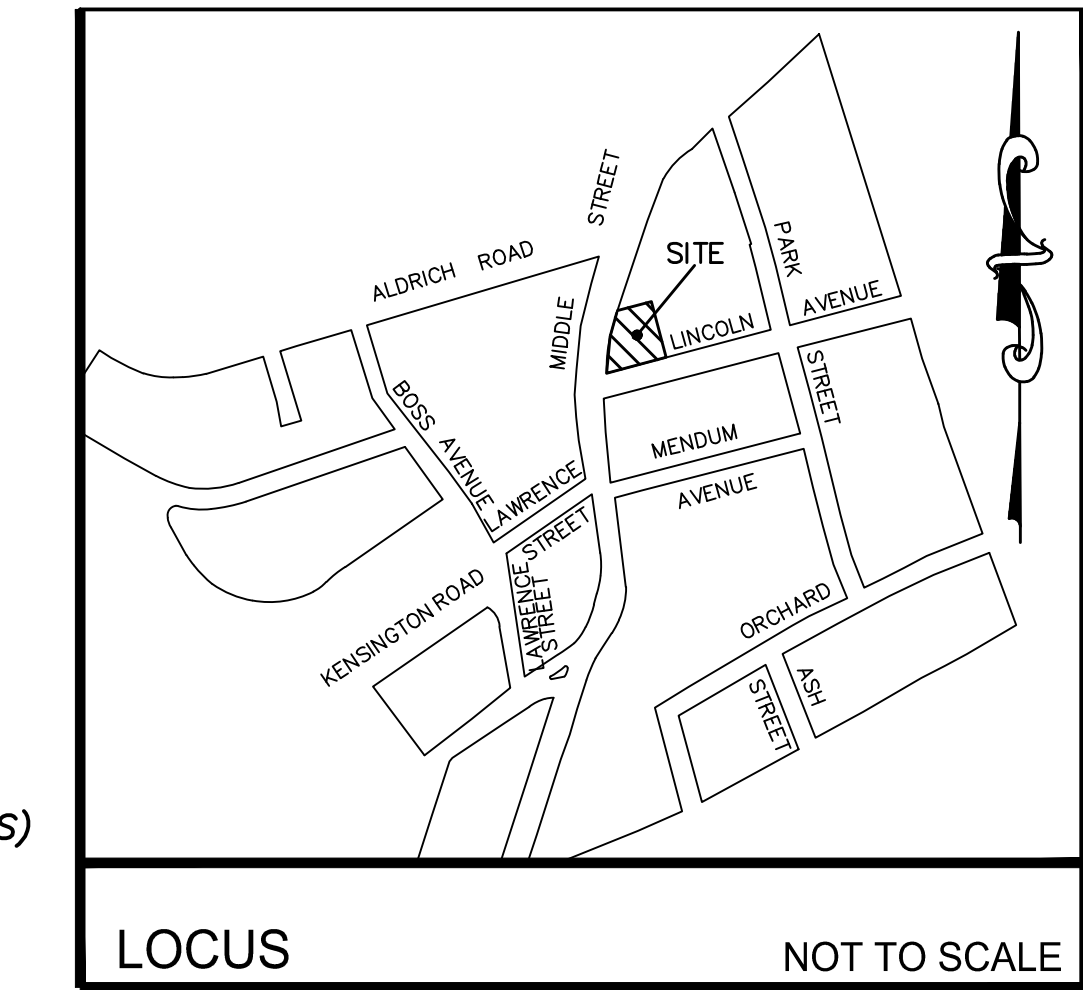 STREET
SITE
PARK
ALDRICH ROAD
AVENUE
MIDDLE
LINCOLN
STREET
BOSS AVENUE
MENDUM
AVENUE
LAWRENCE
STREET
LAWRENCE
STREET
KENSINGTON ROAD
ORCHARD
ASH
STREET
S)
LOCUS
NOT TO SCALE